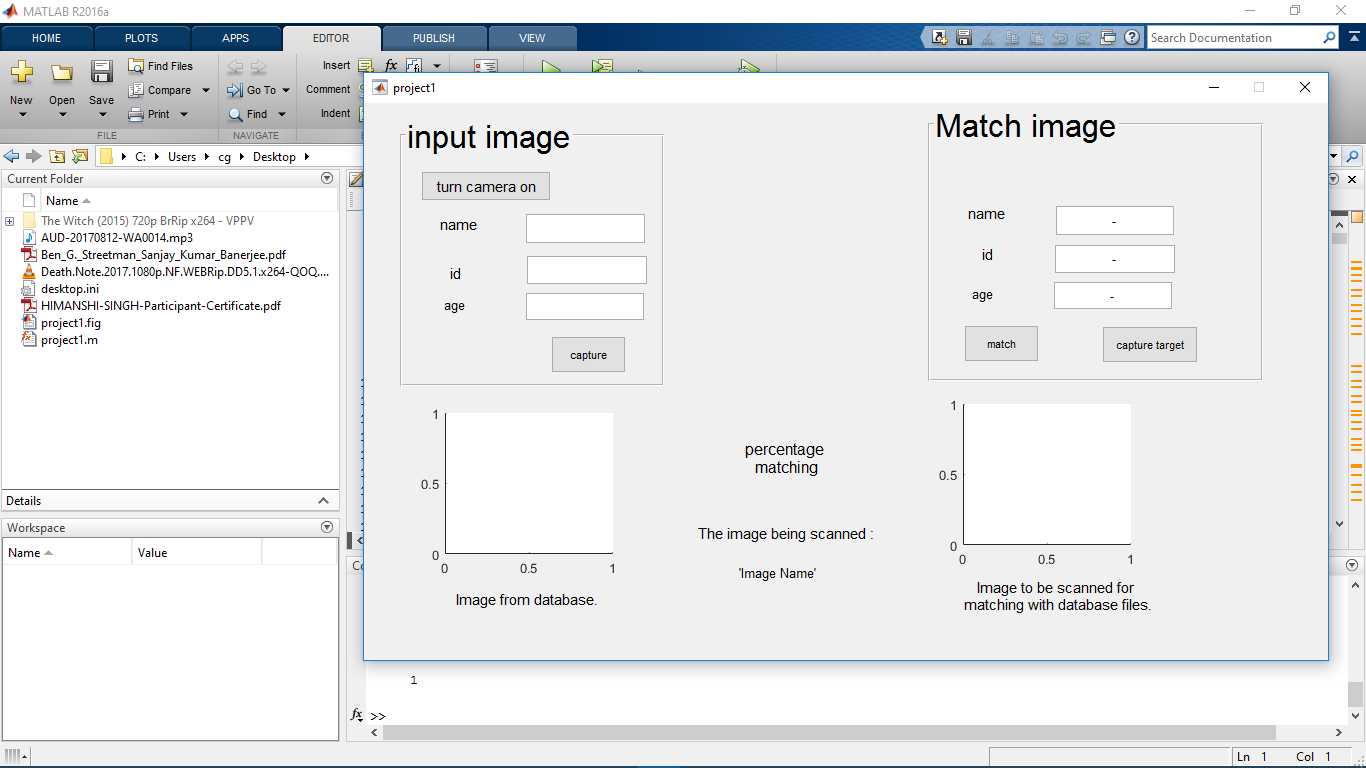 MATLAB R2016a
HOME
PLOTS
APPS
EDITOR
PUBLISH
VIEW
Search Documentation
New
Open
Save
Find Files
Compare
Print
Go To
Find
Insert
fx
Comment
Indent
FILE
NAVIGATE
C:
Users
cg
Desktop
Current Folder
Name
The Witch (2015) 720p BrRip x264 - VPPV
AUD-20170812-WA0014.mp3
Ben_G._Streetman_Sanjay_Kumar_Banerjee.pdf
Death.Note.2017.1080p.NF.WEBRip.DD5.1.x264-QOQ....
desktop.ini
HIMANSHI-SINGH-Participant-Certificate.pdf
project1.fig
project1.m
Details
Workspace
Name
Value
project1
input image
turn camera on
name
id
age
capture
Match image
name
-
id
-
age
-
match
capture target
1
0.5
0
0
0.5
1
Image from database.
percentage
matching
The image being scanned :
'Image Name'
1
0.5
0
0
0.5
1
Image to be scanned for
matching with database files.
1
fx
>>
Ln 1
Col 1